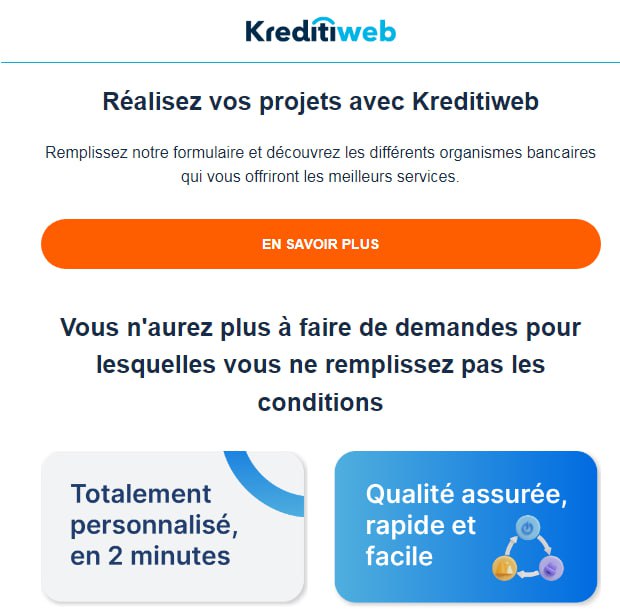 Kreditiweb
Réalisez vos projets avec Kreditiweb
Remplissez notre formulaire et découvrez les différents organismes bancaires
qui vous offriront les meilleurs services.
EN SAVOIR PLUS
Vous n'aurez plus à faire de demandes pour
lesquelles vous ne remplissez pas les
conditions
Totalement
personnalisé,
en 2 minutes
Qualité assurée,
rapide et
facile